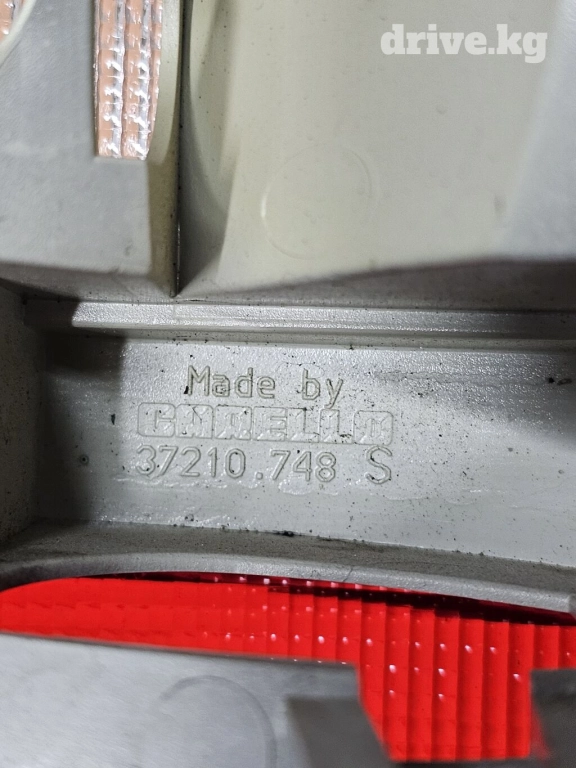 drive.kg
Made by
CARELLO
37210.748 S